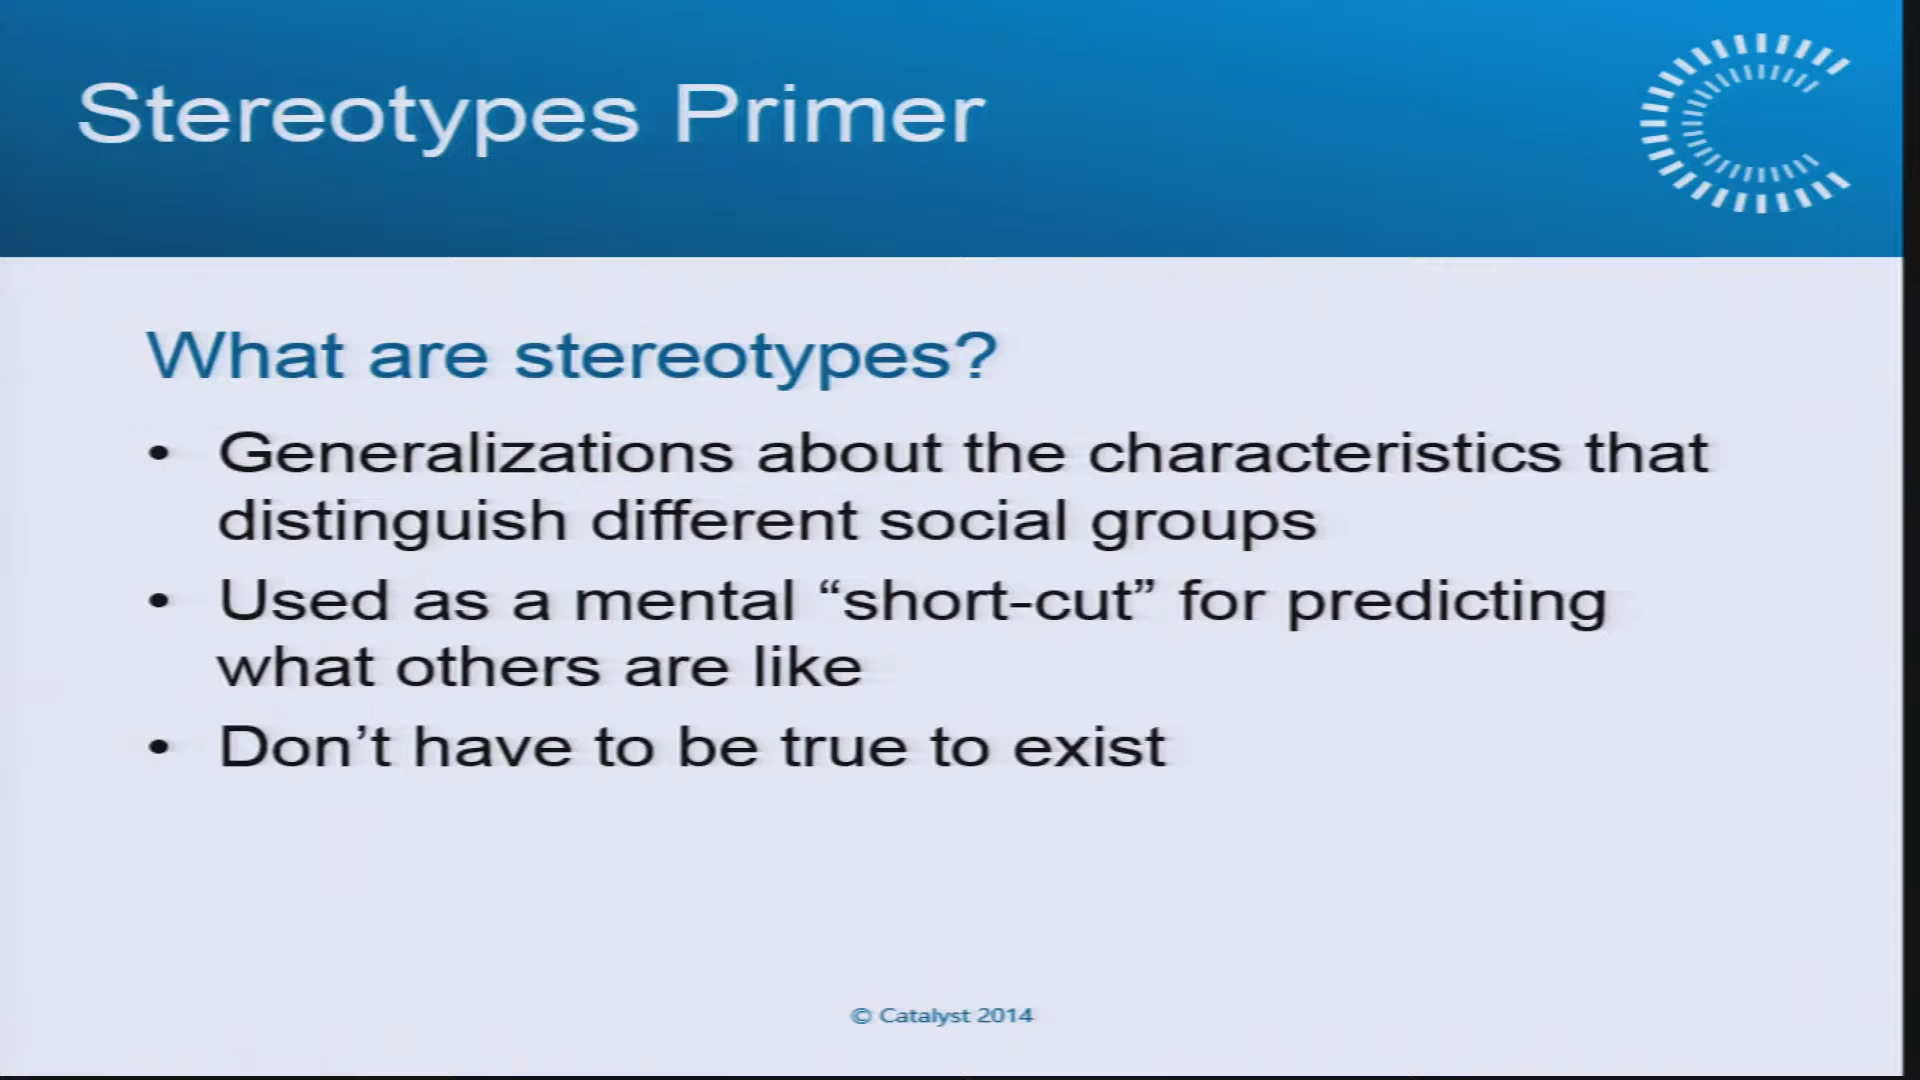 Stereotypes Primer
What are stereotypes?
• Generalizations about the characteristics that
distinguish different social groups
• Used as a mental “short-cut” for predicting
what others are like
• Don’t have to be true to exist
© Catalyst 2014